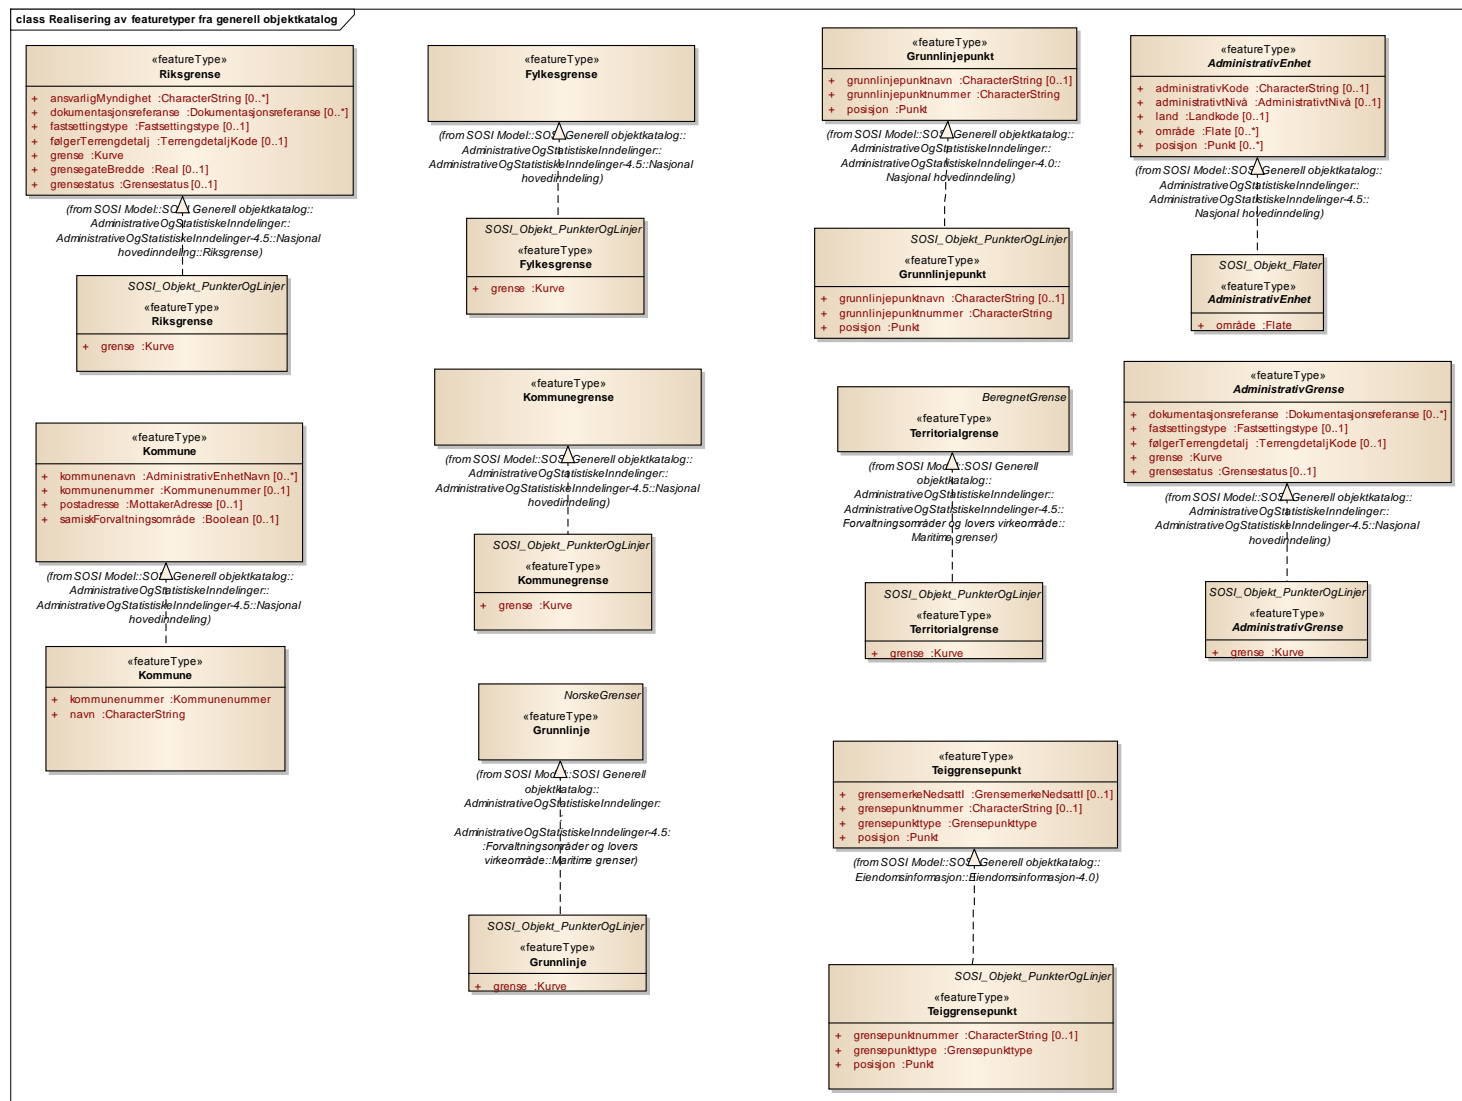 class Realisering av featuretyper fra generell objektkatalog
«featureType»
Riksgrense
+ ansvarligMyndighet :CharacterString [0..*]
+ dokumentasjonsreferanse :Dokumentasjonsreferanse [0..*]
+ fastsettingstype :Fastsettingstype [0..1]
+ følgerTerrengdetalj :TerrengdetaljKode [0..1]
+ grense :Kurve
+ grensegateBredde :Real [0..1]
+ grensestatus :Grensestatus [0..1]
(from SOSI Model::SOSI Generell objektkatalog::
AdministrativeOgStatistiskeInndelinger::
AdministrativeOgStatistiskeInndelinger-4.5::Nasjonal
hovedinndeling::Riksgrense)
SOSI_Objekt_PunkterOgLinjer
«featureType»
Riksgrense
+ grense :Kurve
«featureType»
Kommune
+ kommunenavn :AdministrativEnhetNavn [0..*]
+ kommunenummer :Kommunenummer [0..1]
+ postadresse :MottakerAdresse [0..1]
+ samiskForvaltningsområde :Boolean [0..1]
(from SOSI Model::SOSI Generell objektkatalog::
AdministrativeOgStatistiskeInndelinger::
AdministrativeOgStatistiskeInndelinger-4.5::Nasjonal
hovedinndeling)
«featureType»
Kommune
+ kommunenummer :Kommunenummer
+ navn :CharacterString
«featureType»
Fylkesgrense
(from SOSI Model::SOSI Generell objektkatalog::
AdministrativeOgStatistiskeInndelinger::
AdministrativeOgStatistiskeInndelinger-4.5::Nasjonal
hovedinndeling)
SOSI_Objekt_PunkterOgLinjer
«featureType»
Fylkesgrense
+ grense :Kurve
«featureType»
Kommunegrense
(from SOSI Model::SOSI Generell objektkatalog::
AdministrativeOgStatistiskeInndelinger::
AdministrativeOgStatistiskeInndelinger-4.5::Nasjonal
hovedinndeling)
SOSI_Objekt_PunkterOgLinjer
«featureType»
Kommunegrense
+ grense :Kurve
NorskeGrenser
«featureType»
Grunnlinje
(from SOSI Model::SOSI Generell
objektkatalog::
AdministrativeOgStatistiskeInndelinger:
:
AdministrativeOgStatistiskeInndelinger-4.5:
:Forvaltningsområder og lovers
virkeområde::Maritime grenser)
SOSI_Objekt_PunkterOgLinjer
«featureType»
Grunnlinje
+ grense :Kurve
«featureType»
Grunnlinjepunkt
+ grunnlinjepunktnavn :CharacterString [0..1]
+ grunnlinjepunktnummer :CharacterString
+ posisjon :Punkt
(from SOSI Model::SOSI Generell objektkatalog::
AdministrativeOgStatistiskeInndelinger::
AdministrativeOgStatistiskeInndelinger-4.0::
Nasjonal hovedinndeling)
SOSI_Objekt_PunkterOgLinjer
«featureType»
Grunnlinjepunkt
+ grunnlinjepunktnavn :CharacterString [0..1]
+ grunnlinjepunktnummer :CharacterString
+ posisjon :Punkt
BeregnetGrense
«featureType»
Territorialgrense
(from SOSI Model::SOSI Generell
objektkatalog::
AdministrativeOgStatistiskeInndelinger::
AdministrativeOgStatistiskeInndelinger-4.5::
Forvaltningsområder og lovers virkeområde::
Maritime grenser)
SOSI_Objekt_PunkterOgLinjer
«featureType»
Territorialgrense
+ grense :Kurve
«featureType»
Teiggrensepunkt
+ grensemerkeNedsattI :GrensemerkeNedsattI [0..1]
+ grensepunktnummer :CharacterString [0..1]
+ grensepunkttype :Grensepunkttype
+ posisjon :Punkt
(from SOSI Model::SOSI Generell objektkatalog::
Eiendomsinformasjon::Eiendomsinformasjon-4.0)
SOSI_Objekt_PunkterOgLinjer
«featureType»
Teiggrensepunkt
+ grensepunktnummer :CharacterString [0..1]
+ grensepunkttype :Grensepunkttype
+ posisjon :Punkt
«featureType»
AdministrativEnhet
+ administrativKode :CharacterString [0..1]
+ administrativtNivå :AdministrativtNivå [0..1]
+ land :Landkode [0..1]
+ område :Flate [0..*]
+ posisjon :Punkt [0..*]
(from SOSI Model::SOSI Generell objektkatalog::
AdministrativeOgStatistiskeInndelinger::
AdministrativeOgStatistiskeInndelinger-4.5::
Nasjonal hovedinndeling)
SOSI_Objekt_Flater
«featureType»
AdministrativEnhet
+ område :Flate
«featureType»
AdministrativGrense
+ dokumentasjonsreferanse :Dokumentasjonsreferanse [0..*]
+ fastsettingstype :Fastsettingstype [0..1]
+ følgerTerrengdetalj :TerrengdetaljKode [0..1]
+ grense :Kurve
+ grensestatus :Grensestatus [0..1]
(from SOSI Model::SOSI Generell objektkatalog::
AdministrativeOgStatistiskeInndelinger::
AdministrativeOgStatistiskeInndelinger-4.5::Nasjonal
hovedinndeling)
SOSI_Objekt_PunkterOgLinjer
«featureType»
AdministrativGrense
+ grense :Kurve